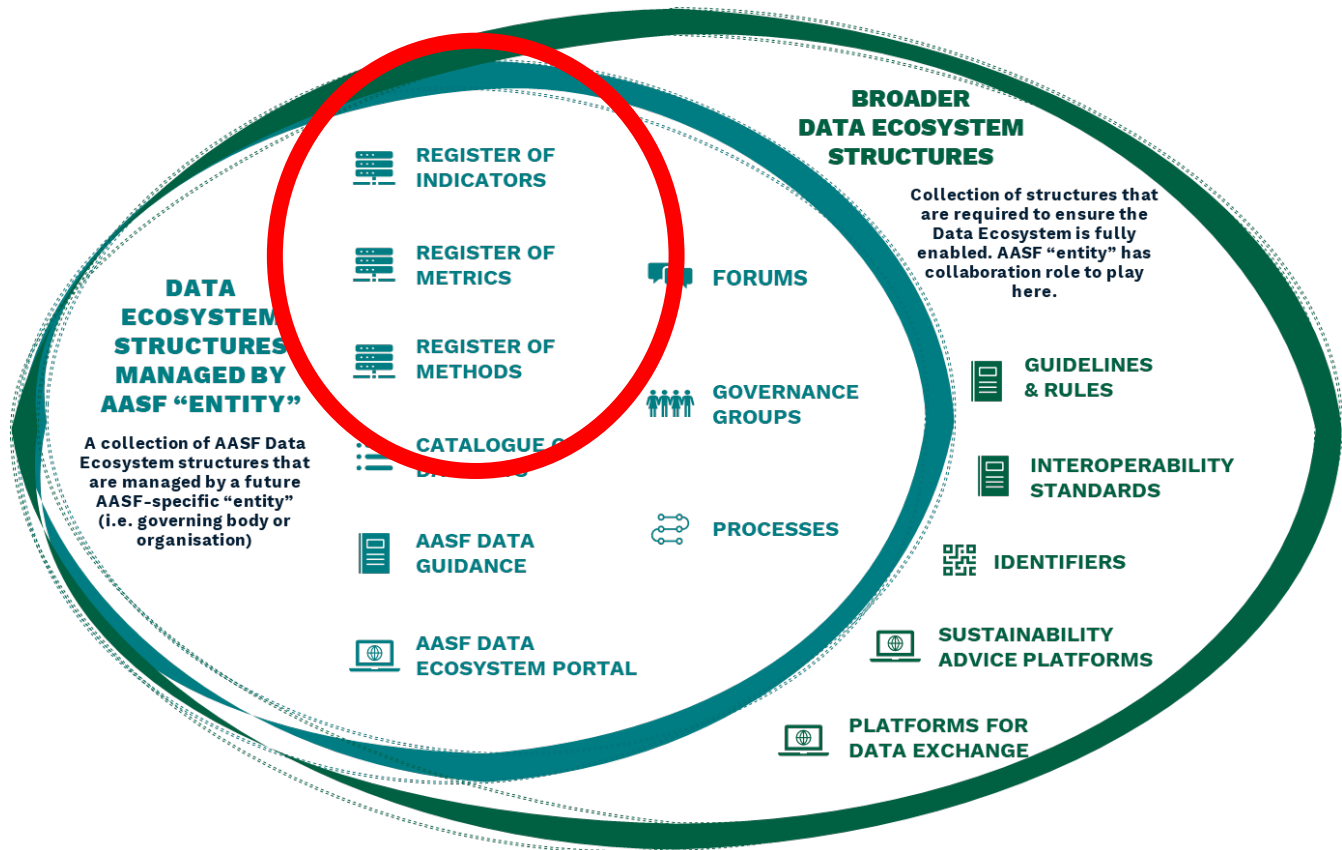 BROADER
DATA ECOSYSTEM
STRUCTURES
Collection of structures that
are required to ensure the
Data Ecosystem is fully
enabled. AASF “entity” has
collaboration role to play
here.
REGISTER OF
INDICATORS
REGISTER OF
METRICS
REGISTER OF
METHODS
CATALOGUE
DATA
ECOSYSTEM
STRUCTURES
MANAGED BY
AASF “ENTITY”
A collection of AASF Data
Ecosystem structures that
are managed by a future
AASF-specific “entity”
(i.e. governing body or
organisation)
AASF DATA
GUIDANCE
AASF DATA
ECOSYSTEM PORTAL
FORUMS
GOVERNANCE
GROUPS
PROCESSES
GUIDELINES
& RULES
INTEROPERABILITY
STANDARDS
IDENTIFIERS
SUSTAINABILITY
ADVICE PLATFORMS
PLATFORMS FOR
DATA EXCHANGE